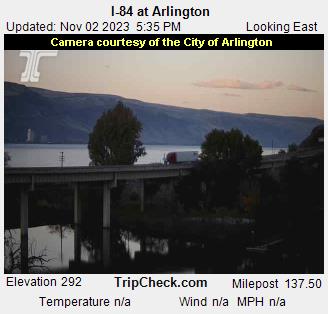 I-84 at Arlington
Updated: Nov 02 2023 5:35 PM Looking East
Camera courtesy of the City of Arlington
Elevation 292 TripCheck.com Milepost 137.50
Temperature n/a Wind n/a MPH n/a